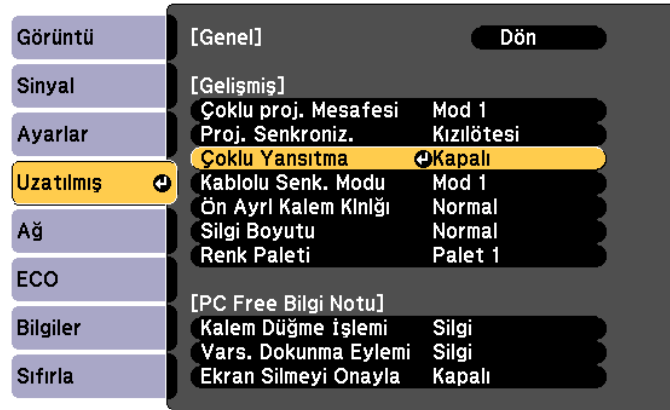 Görüntü
Sinyal
Ayarlar
Uzatılmış
Ağ
ECO
Bilgiler
Sıfırla
[Genel] Dön
[Gelişmiş]
Çoklu proj. Mesafesi Mod 1
Proj. Senkroniz. Kızılötesi
Çoklu Yansıtma Kapalı
Kablolu Senk. Modu Mod 1
Ön Ayrl Kalem Klnlğı Normal
Silgi Boyutu Normal
Renk Paleti Palet 1
[PC Free Bilgi Notu]
Kalem Düğme İşlemi Silgi
Vars. Dokunma Eylemi Silgi
Ekran Silmeyi Onayla Kapalı